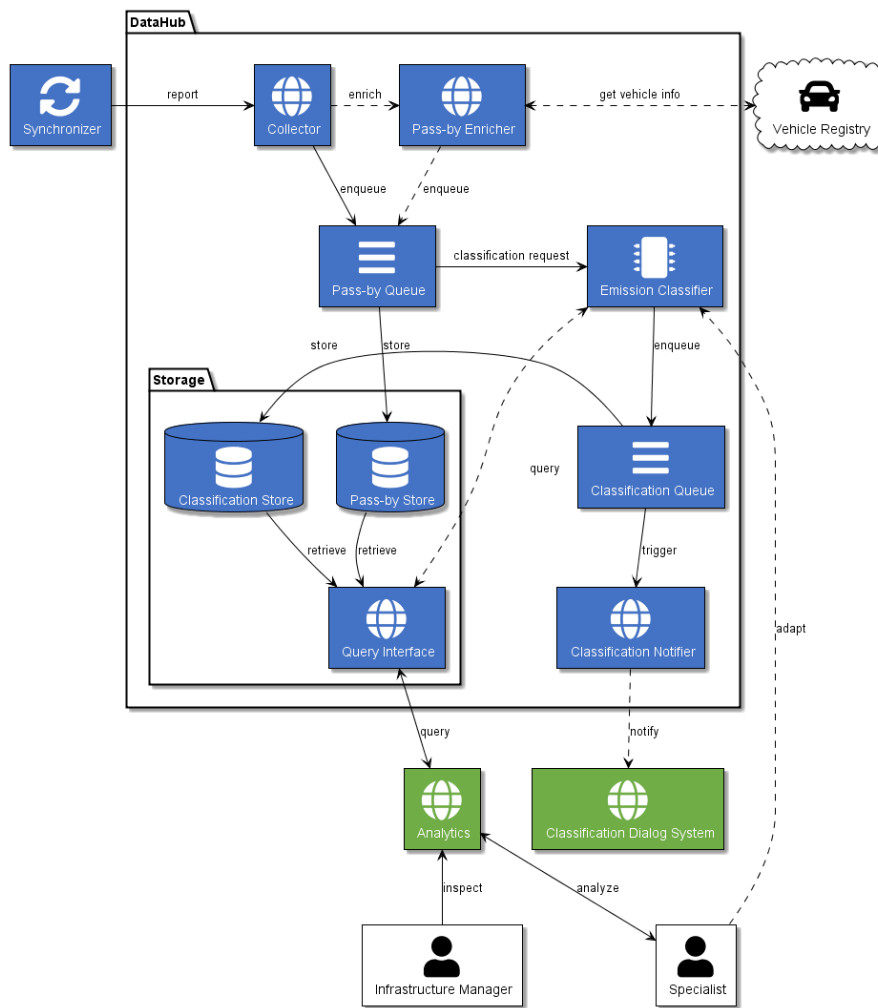 DataHub
Synchronizer
report
Collector
enrich
Pass-by Enricher
get vehicle info
Vehicle Registry
enqueue
enqueue
Pass-by Queue
classification request
Emission Classifier
store
store
enqueue
Storage
Classification Store
Pass-by Store
query
Classification Queue
retrieve
retrieve
trigger
Query Interface
Classification Notifier
adapt
query
notify
Analytics
Classification Dialog System
inspect
analyze
Infrastructure Manager
Specialist